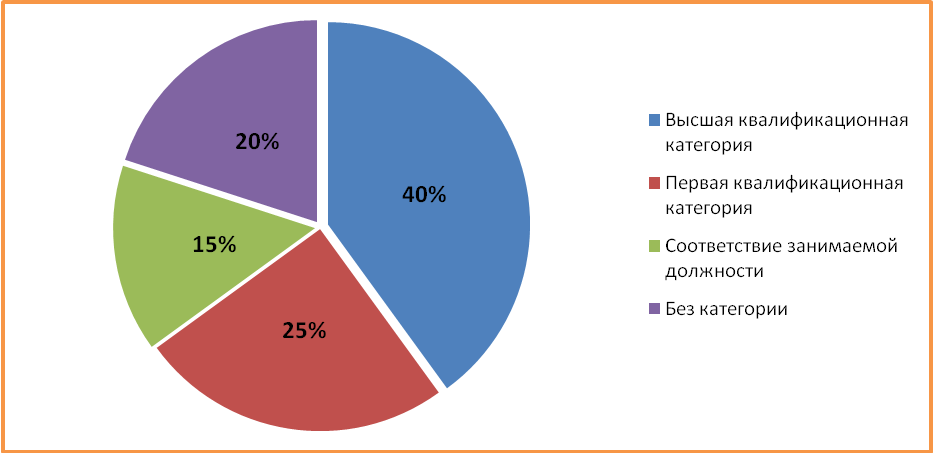 20%
40%
15%
25%
Высшая квалификационная
категория
Первая квалификационная
категория
Соответствие занимаемой
должности
Без категории